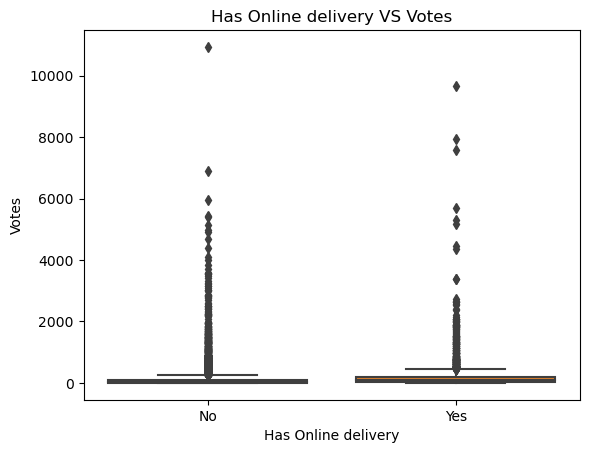 Has Online delivery VS Votes
10000
8000
6000
4000
2000
0
Votes
No Yes
Has Online delivery